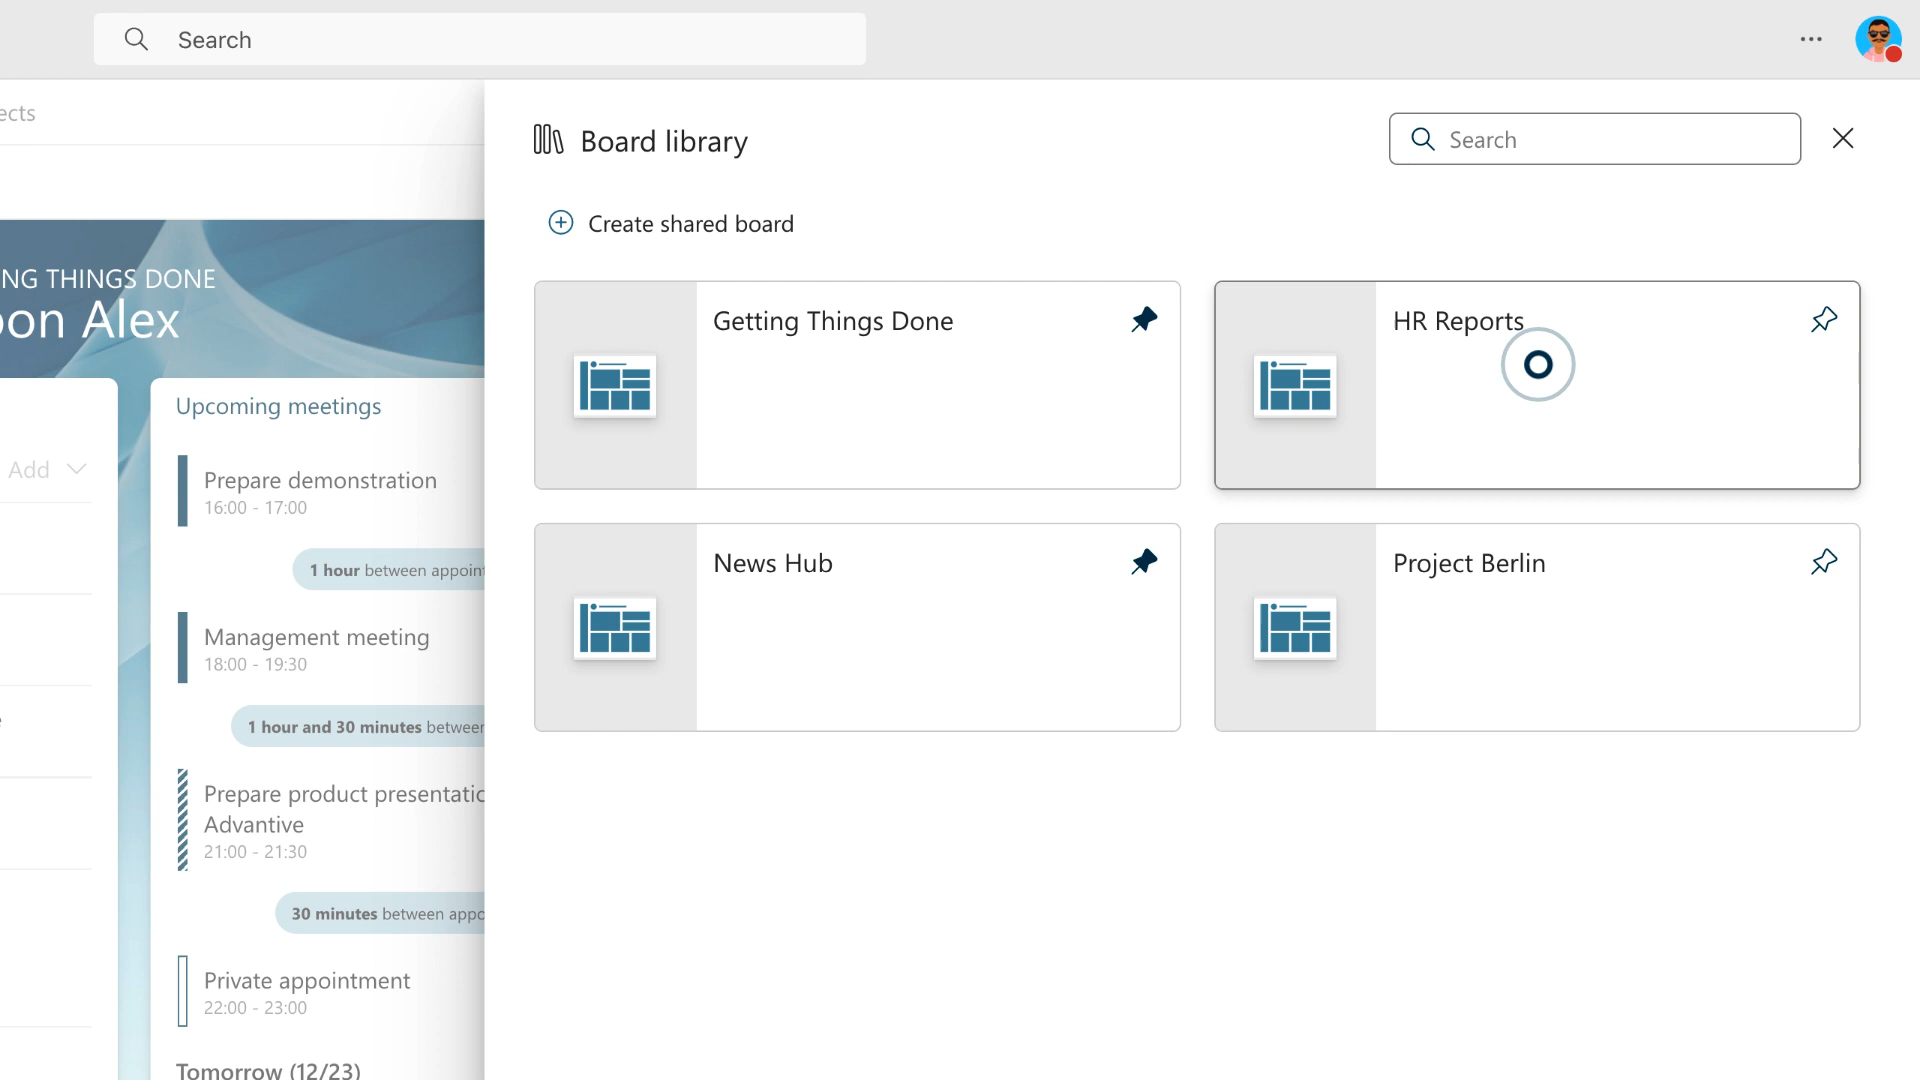 Search
ects
NG THINGS DONE
oon Alex
Add
Upcoming meetings
Prepare demonstration
16:00 - 17:00
1 hour between appoint
Management meeting
18:00 - 19:30
1 hour and 30 minutes between
Prepare product presentatic
Advantive
21:00 - 21:30
30 minutes between appo
Private appointment
22:00 - 23:00
Tomorrow (12/23)
Board library
Search
Create shared board
Getting Things Done
HR Reports
News Hub
Project Berlin